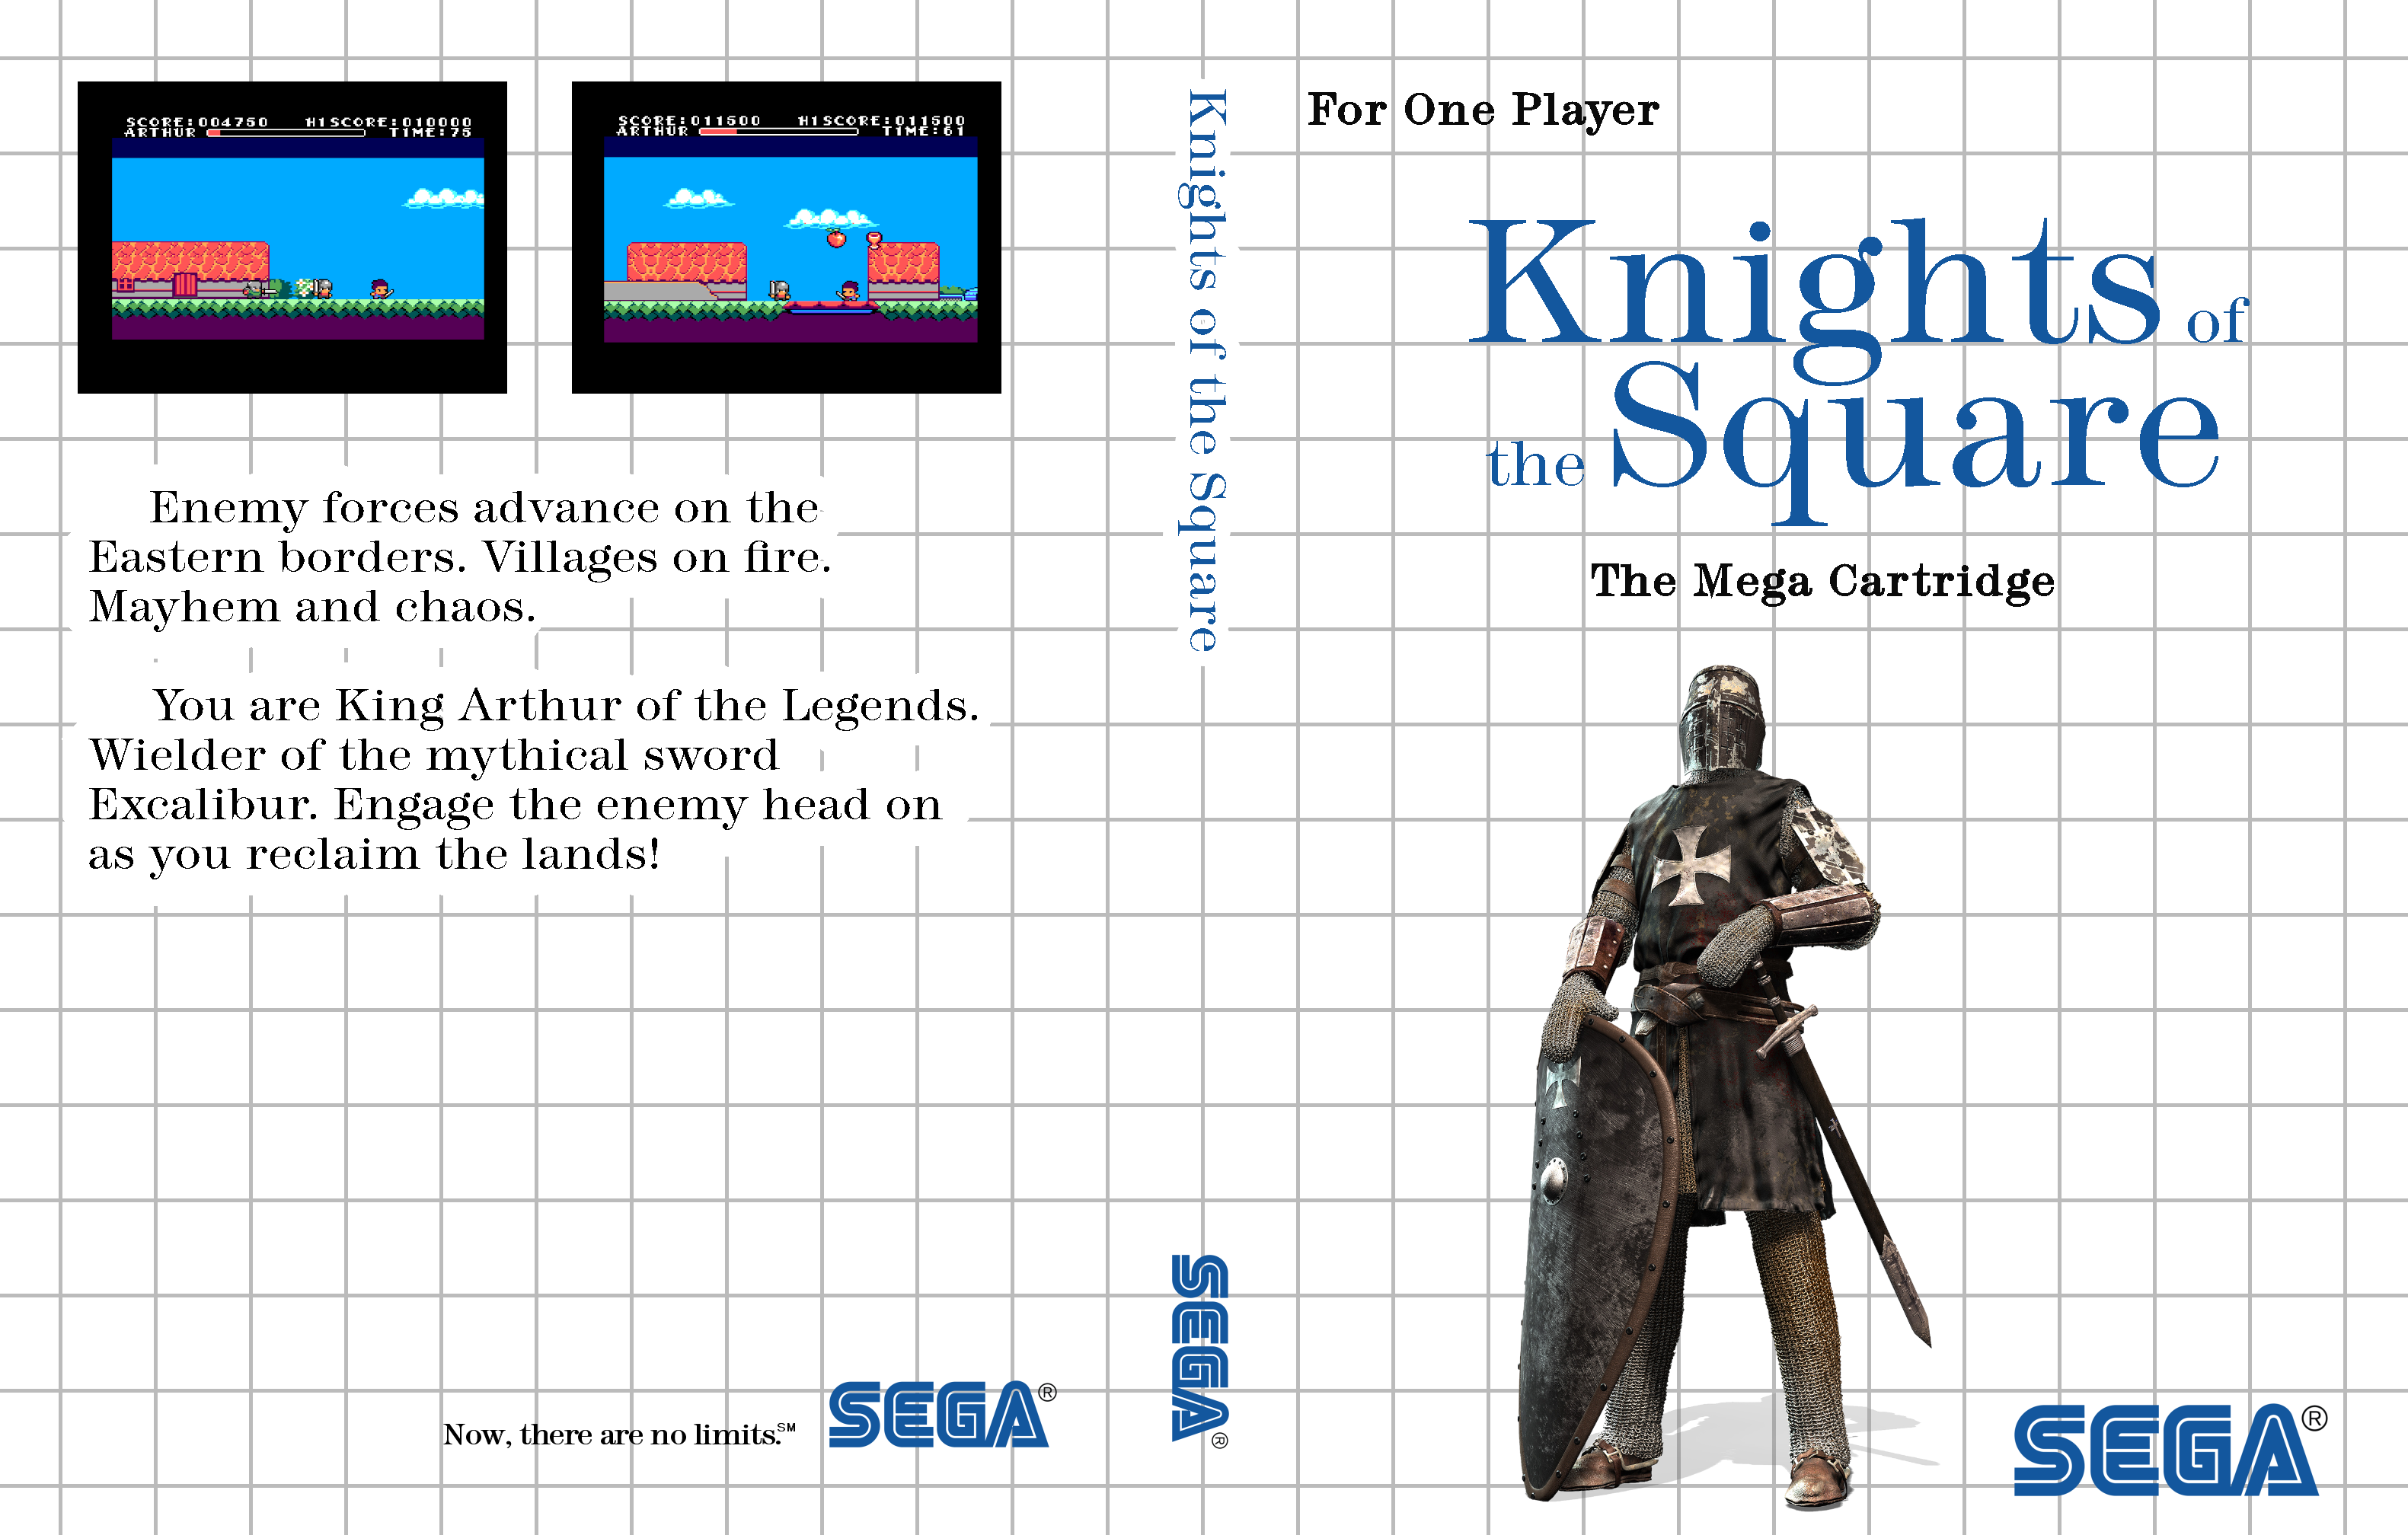 SCORE:004750 HISCORE:010000
ARTHUR TIME:75
SCORE:011500 HISCORE:011500
ARTHUR TIME:61
Enemy forces advance on the
Eastern borders. Villages on fire.
Mayhem and chaos.
You are King Arthur of the Legends.
Wielder of the mythical sword
Excalibur. Engage the enemy head on
as you reclaim the lands!
Now, there are no limits.℠
SEGA®
Knights of the Square
SEGA®
For One Player
Knights of
the Square
The Mega Cartridge
SEGA®